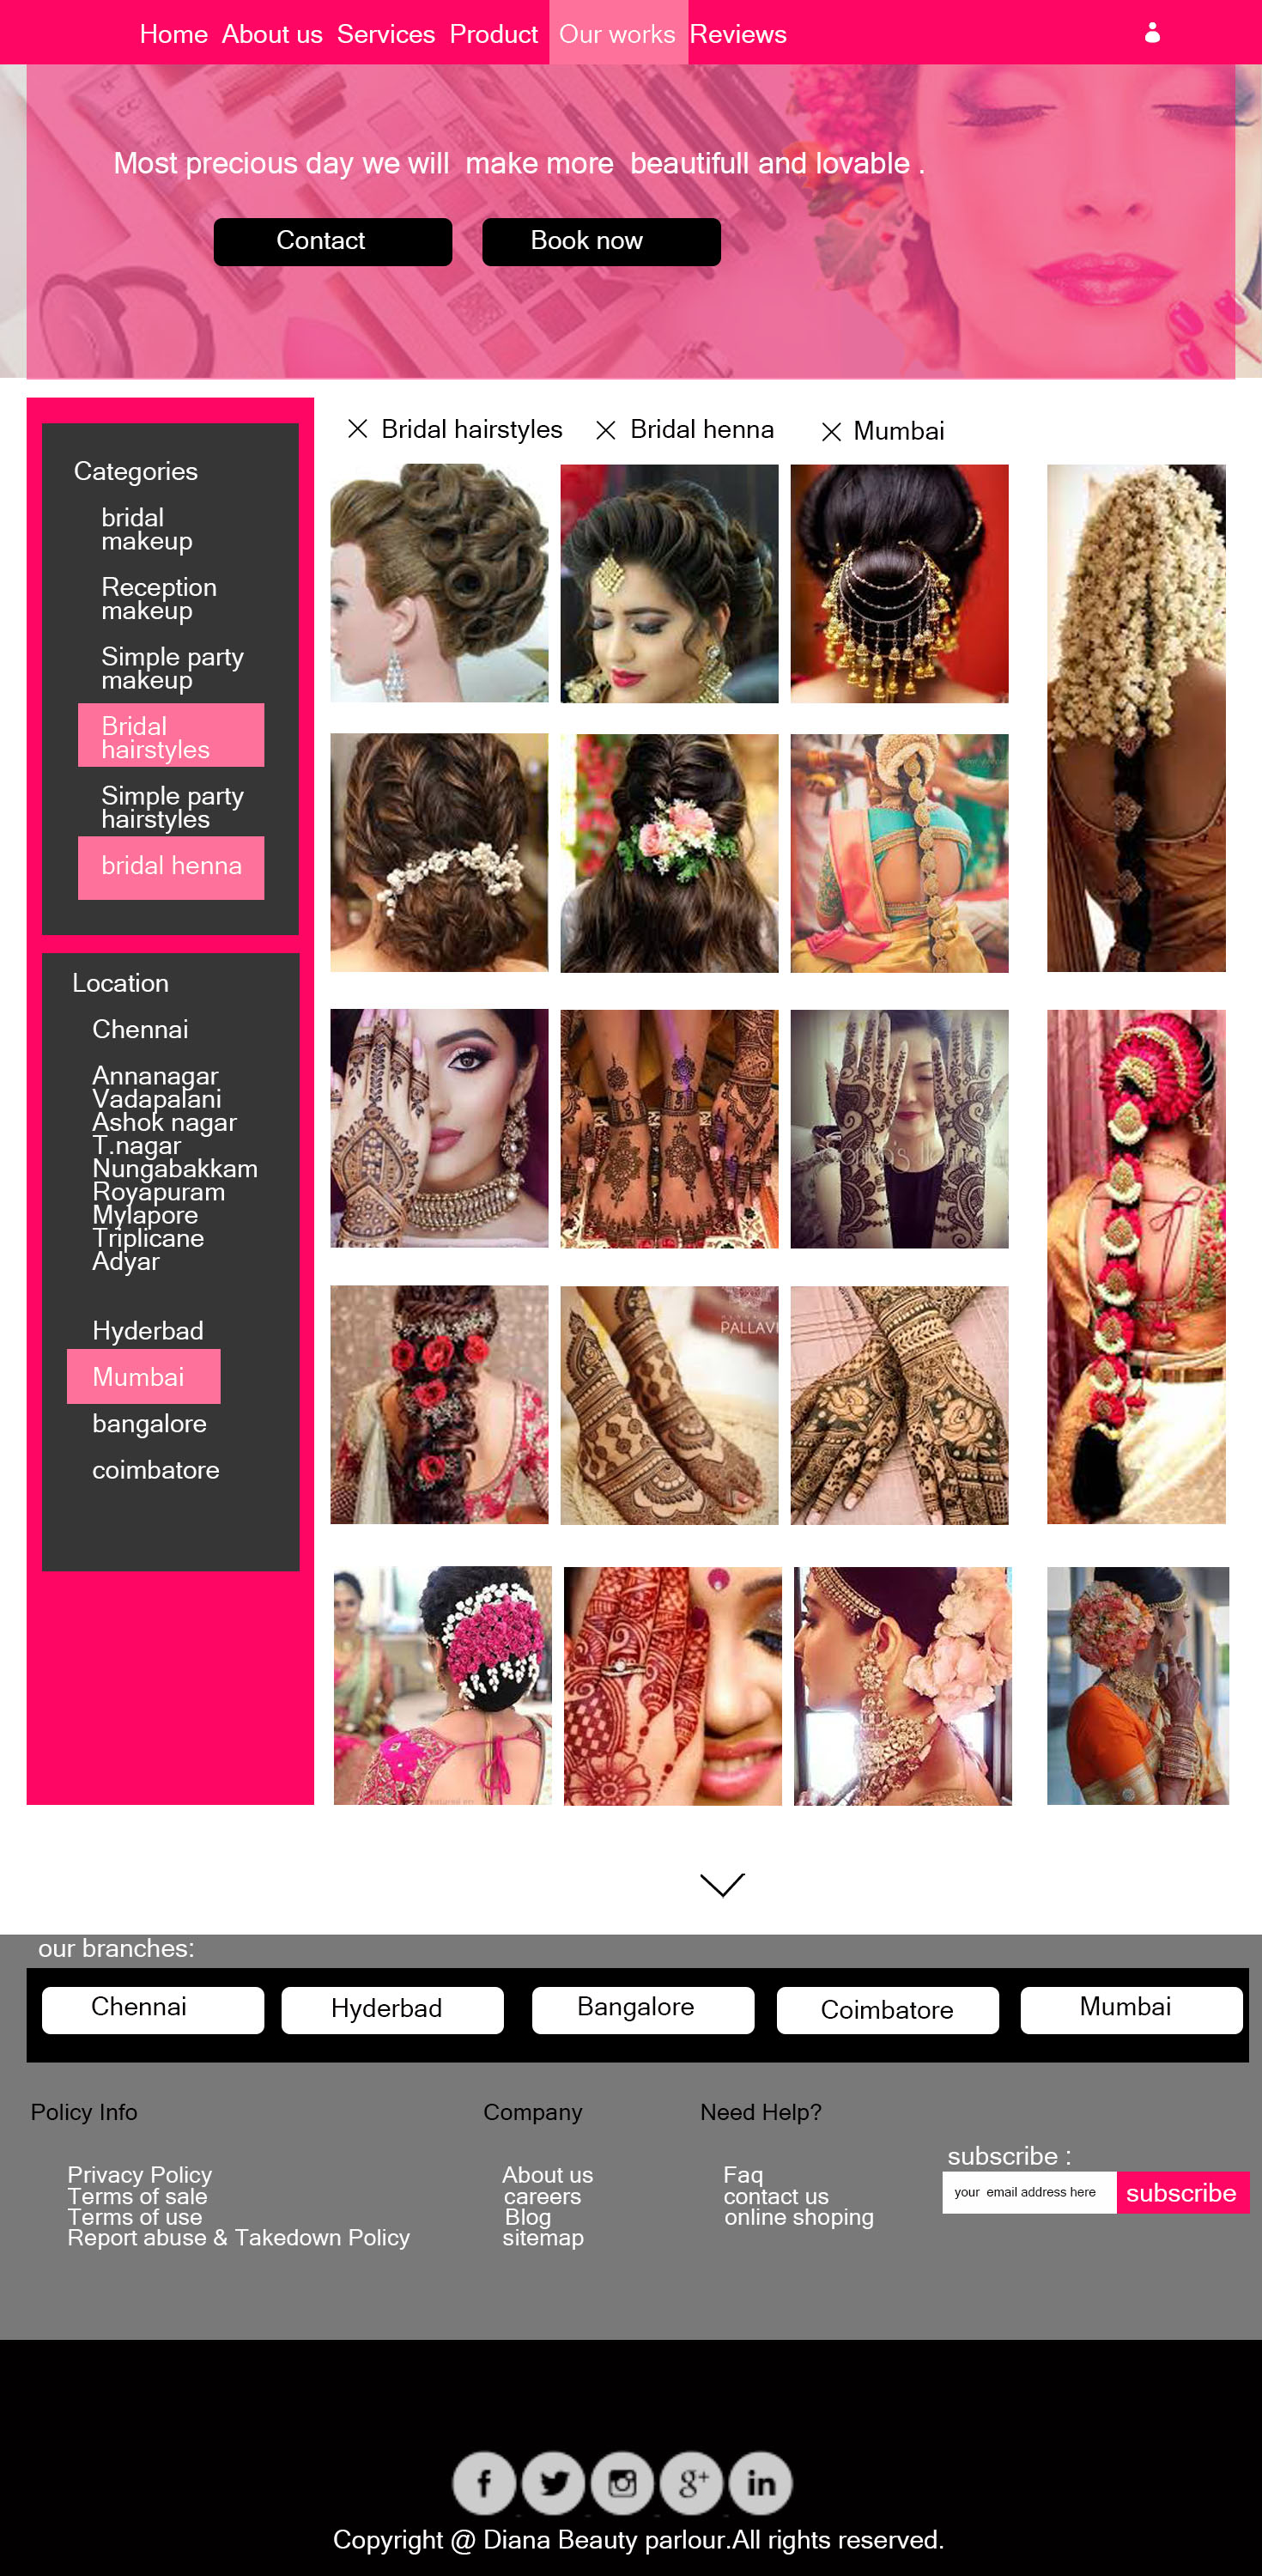 Home About us Services Product Our works Reviews
Most precious day we will make more beautifull and lovable .
Contact
Book now
Bridal hairstyles
Bridal henna
Mumbai
Categories
bridal
makeup
Reception
makeup
Simple party
makeup
Bridal
hairstyles
Simple party
hairstyles
bridal henna
Location
Chennai
Annanagar
Vadapalani
Ashok nagar
T.nagar
Nungabakkam
Royapuram
Mylapore
Triplicane
Adyar
Hyderbad
Mumbai
bangalore
coimbatore
PALLAVI
our branches:
Chennai
Hyderbad
Bangalore
Coimbatore
Mumbai
Policy Info
Privacy Policy
Terms of sale
Terms of use
Report abuse & Takedown Policy
Company
About us
careers
Blog
sitemap
Need Help?
Faq
contact us
online shoping
subscribe :
your email address here
subscribe
f
g+
in
Copyright @ Diana Beauty parlour.All rights reserved.